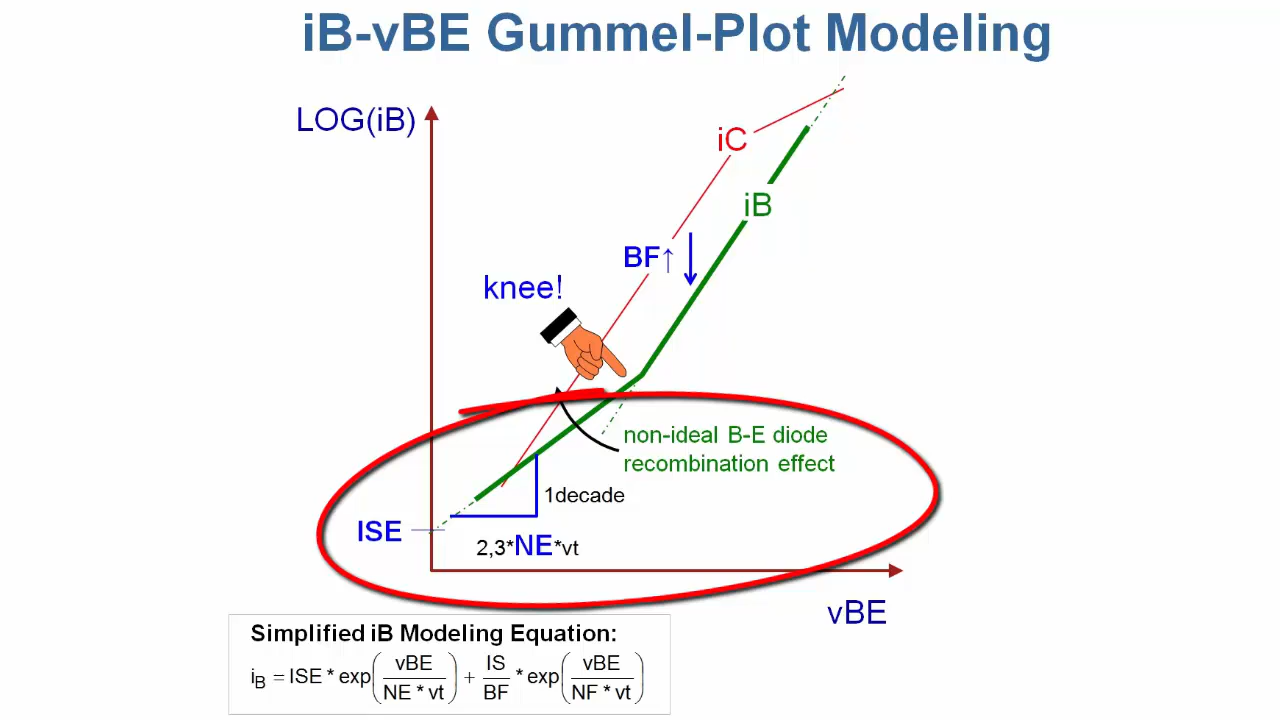 iB-vBE Gummel-Plot Modeling
LOG(iB)
iC
iB
BF↑
knee!
non-ideal B-E diode
recombination effect
1decade
ISE
2,3*NE*vt
vBE
Simplified iB Modeling Equation:
iB = ISE * exp(vBE / NE * vt) + IS / BF * exp(vBE / NF * vt)